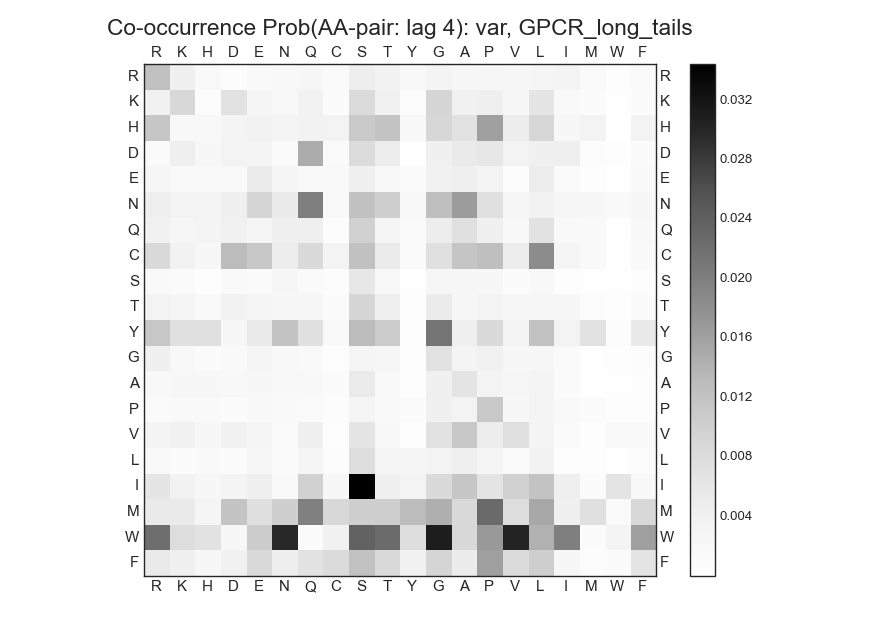 Co-occurrence Prob(AA-pair: lag 4): var, GPCR_long_tails
R K H D E N Q C S T Y G A P V L I M W F
R R
K K
H H
D D
E E
N N
Q Q
C C
S S
T T
Y Y
G G
A A
P P
V V
L L
I I
M M
W W
F F
R K H D E N Q C S T Y G A P V L I M W F
0.032
0.028
0.024
0.020
0.016
0.012
0.008
0.004